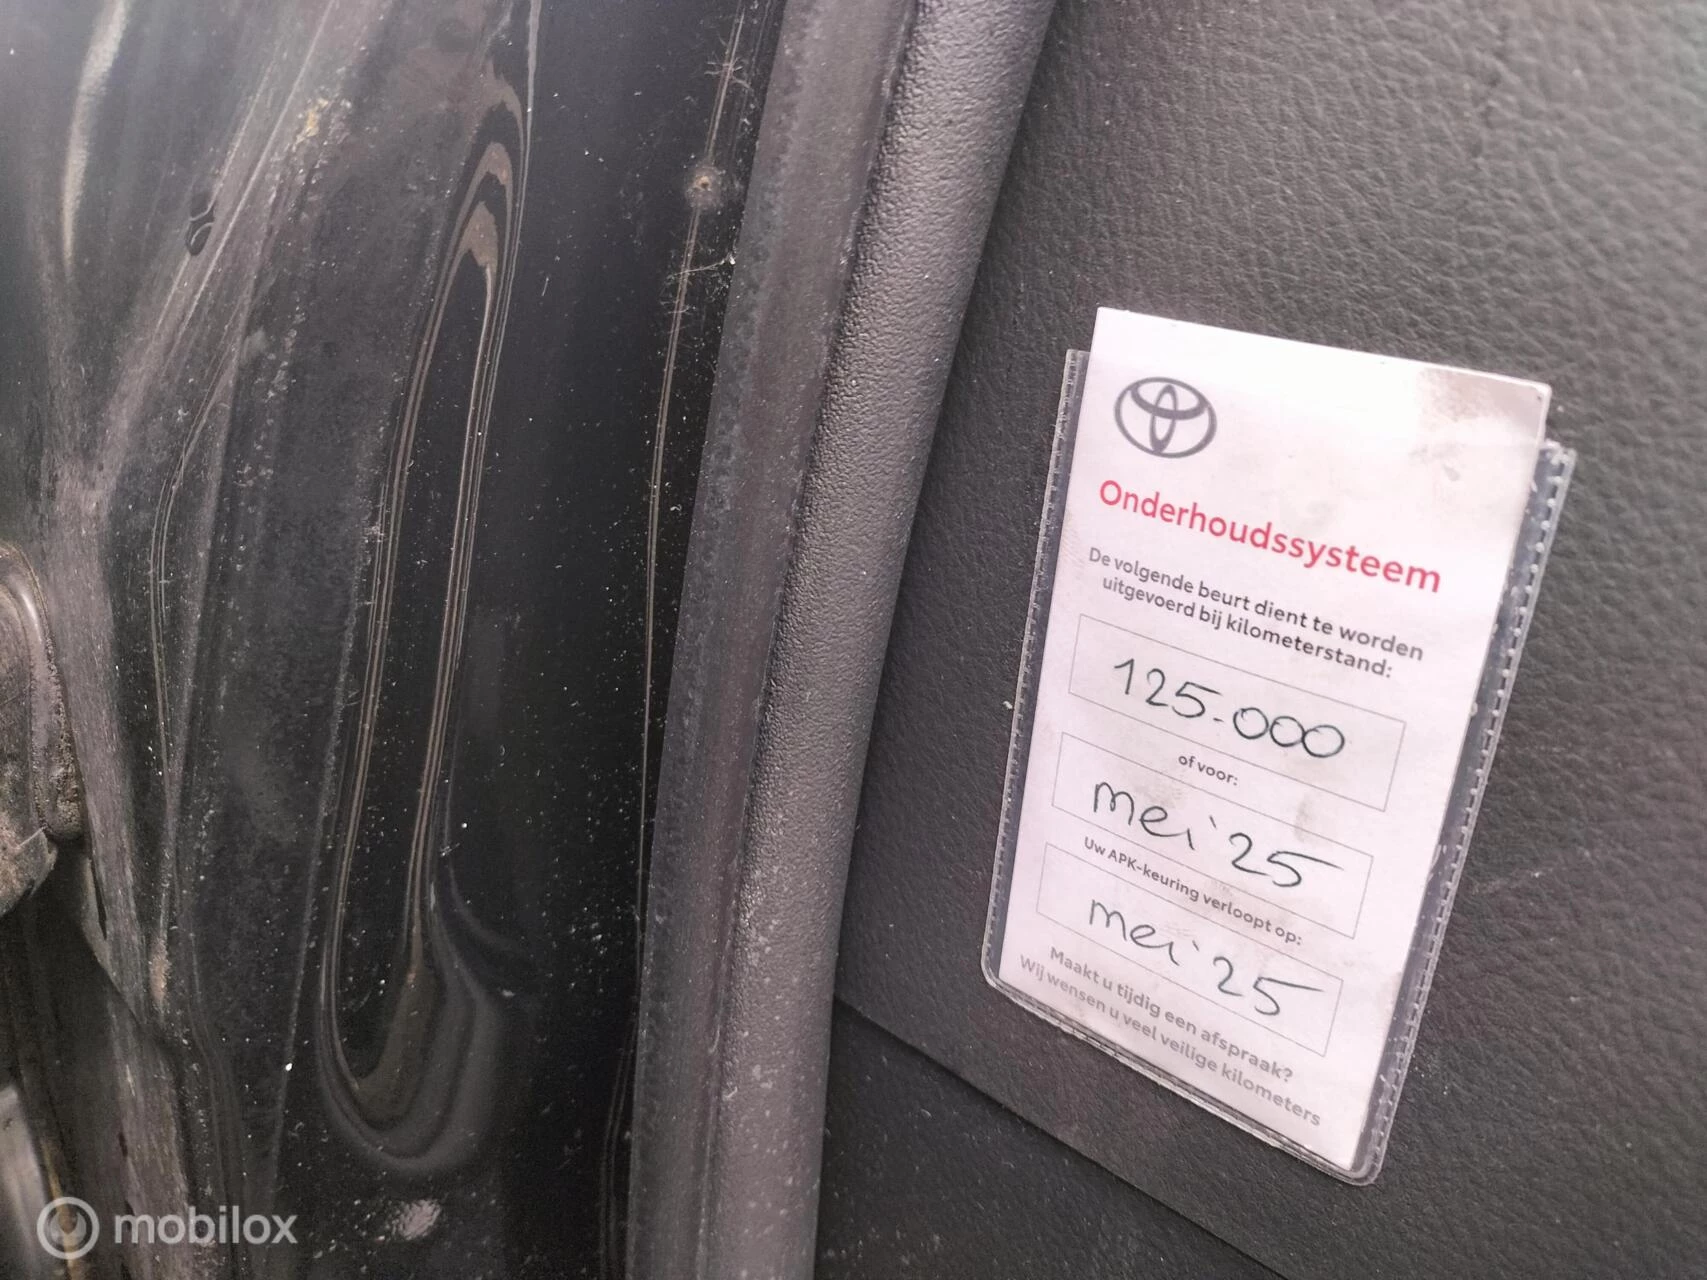 Onderhoudssysteem
De volgende beurt dient te worden
uitgevoerd bij kilometerstand:
125.000
of voor:
mei '25
Uw APK-keuring verloopt op:
mei '25
Maakt u tijdig een afspraak?
Wij wensen u veel veilige kilometers
mobilox